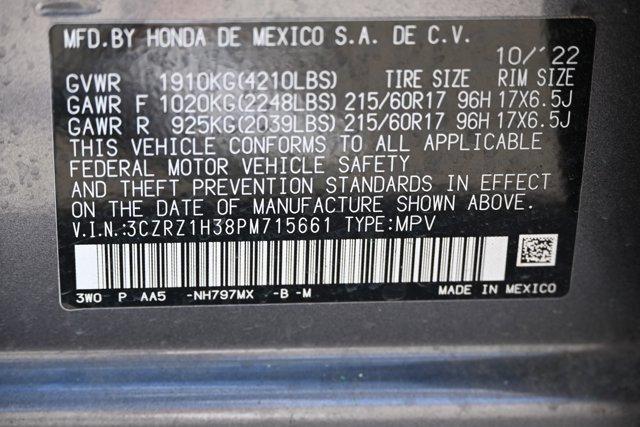 MFD.BY HONDA DE MEXICO S.A. DE C.V.
10/'22
GVWR 1910KG(4210LBS) TIRE SIZE RIM SIZE
GAWR F 1020KG(2248LBS) 215/60R17 96H 17X6.5J
GAWR R 925KG(2039LBS) 215/60R17 96H 17X6.5J
THIS VEHICLE CONFORMS TO ALL APPLICABLE
FEDERAL MOTOR VEHICLE SAFETY
AND THEFT PREVENTION STANDARDS IN EFFECT
ON THE DATE OF MANUFACTURE SHOWN ABOVE.
V.I.N.:3CZRZ1H38PM715661 TYPE:MPV
3W0 P AA5 -NH797MX -B -M MADE IN MEXICO